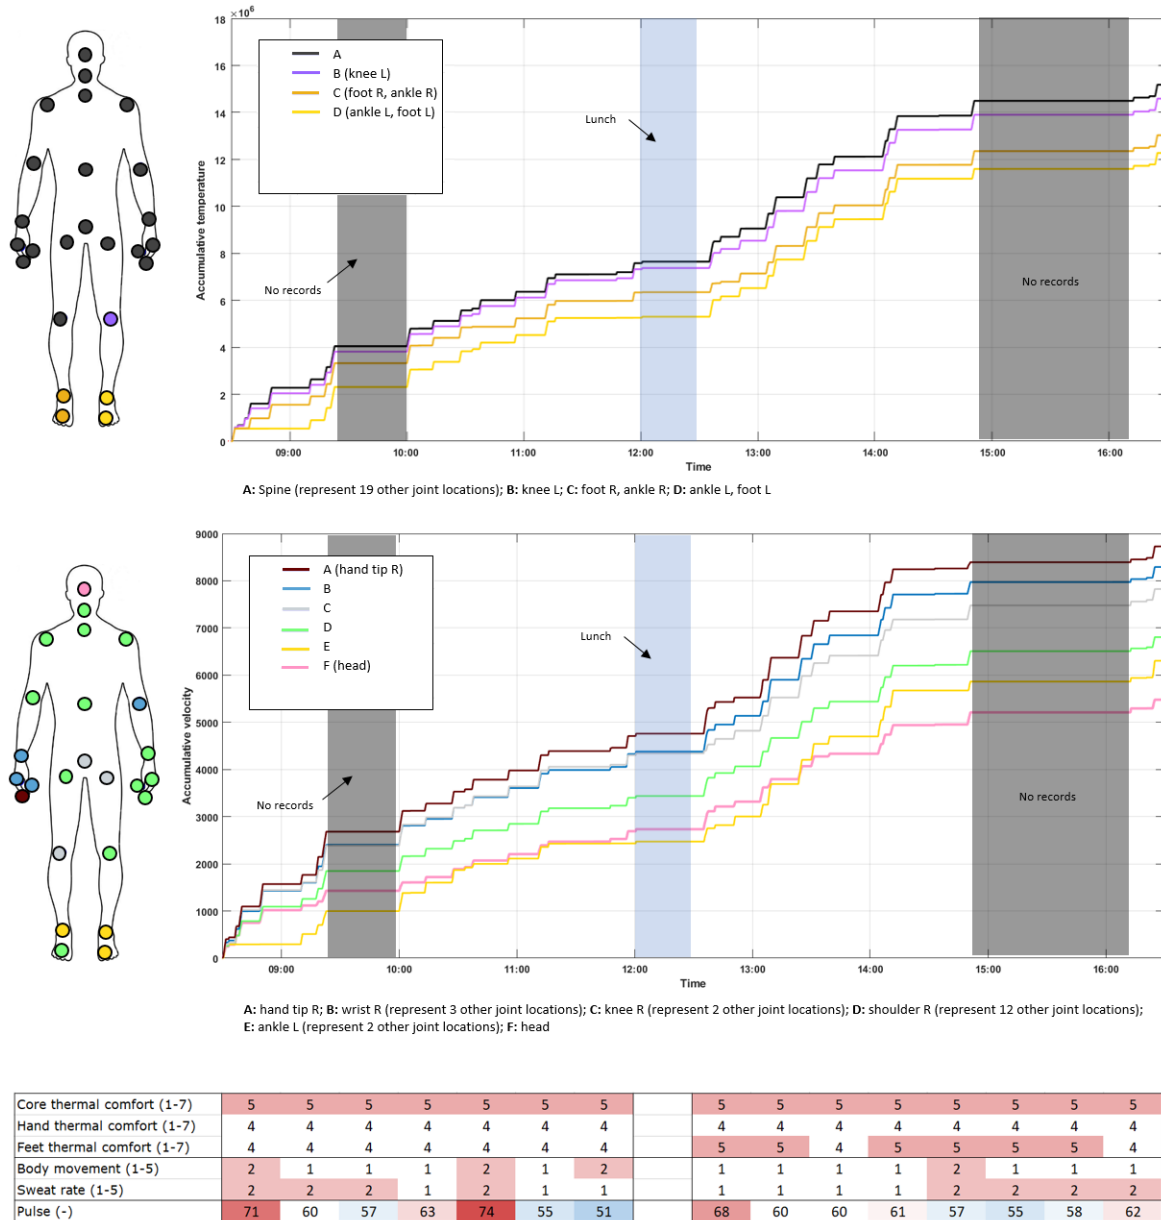 ×10⁶
18
16
14
12
10
8
6
4
2
0
Accumulative temperature
A
B (knee L)
C (foot R, ankle R)
D (ankle L, foot L)
No records
Lunch
No records
09:00 10:00 11:00 12:00 13:00 14:00 15:00 16:00
Time
A: Spine (represent 19 other joint locations); B: knee L; C: foot R, ankle R; D: ankle L, foot L
9000
8000
7000
6000
5000
4000
3000
2000
1000
0
Accumulative velocity
A (hand tip R)
B
C
D
E
F (head)
No records
Lunch
No records
09:00 10:00 11:00 12:00 13:00 14:00 15:00 16:00
Time
A: hand tip R; B: wrist R (represent 3 other joint locations); C: knee R (represent 2 other joint locations); D: shoulder R (represent 12 other joint locations);
E: ankle L (represent 2 other joint locations); F: head
Core thermal comfort (1-7) 5 5 5 5 5 5 5 5 5 5 5 5 5 5 5
Hand thermal comfort (1-7) 4 4 4 4 4 4 4 4 4 4 4 4 4 4 4
Feet thermal comfort (1-7) 4 4 4 4 4 4 4 5 5 4 5 5 5 5 4
Body movement (1-5) 2 1 1 1 2 1 2 1 1 1 1 2 1 1 1
Sweat rate (1-5) 2 2 2 1 2 1 1 1 1 1 1 2 2 2 2
Pulse (-) 71 60 57 63 74 55 51 68 60 60 61 57 55 58 62